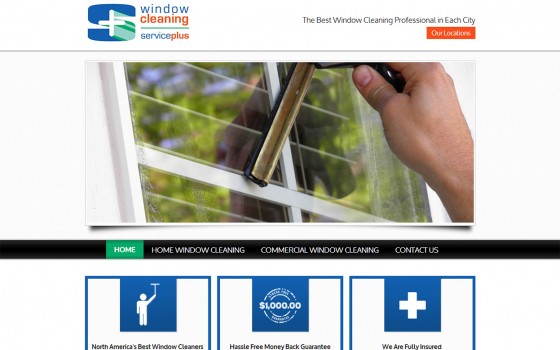 window
cleaning
serviceplus
The Best Window Cleaning Professional in Each City
Our Locations
HOME
HOME WINDOW CLEANING
COMMERCIAL WINDOW CLEANING
CONTACT US
$1,000.00
North America's Best Window Cleaners
Hassle Free Money Back Guarantee
We Are Fully Insured